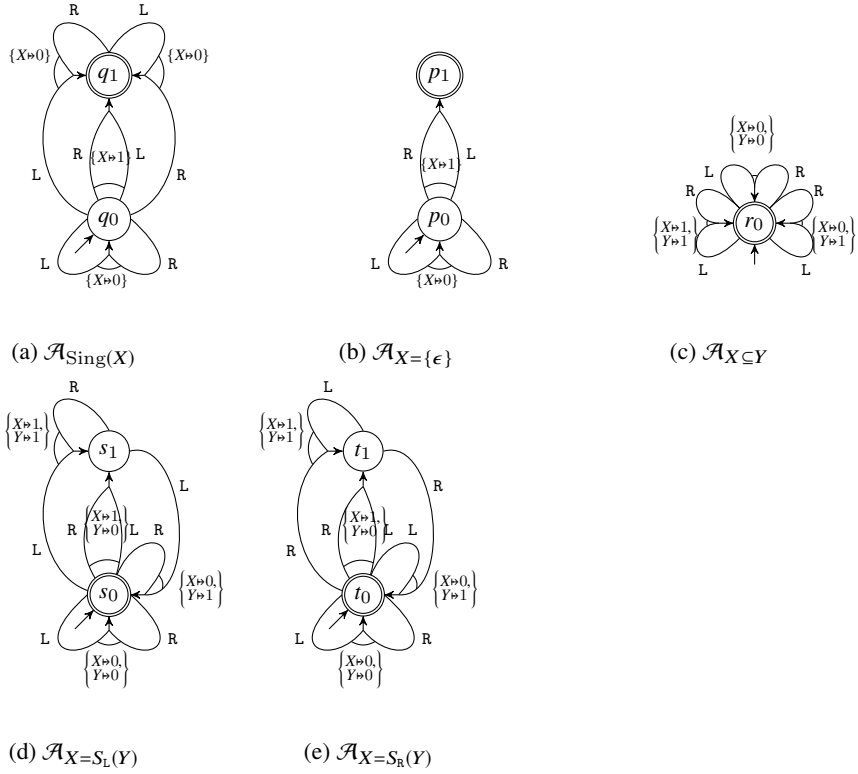 R L
{X↦0} q1 {X↦0}
R L
{X↦1}
L R
q0
L R
{X↦0}
(a) 𝒜Sing(X)
p1
R L
{X↦1}
p0
L R
{X↦0}
(b) 𝒜X={ϵ}
{X↦0, Y↦0}
L R
R R
{X↦1, Y↦1} r0 {X↦0, Y↦1}
L L
(c) 𝒜X⊆Y
R
{X↦1, Y↦1} s1
L
R {X↦1, Y↦0} L R
L
{X↦0, Y↦1}
s0
L R
{X↦0, Y↦0}
(d) 𝒜X=SL(Y)
L
{X↦1, Y↦1} t1
R
R {X↦1, Y↦0} L L
R
{X↦0, Y↦1}
t0
L R
{X↦0, Y↦0}
(e) 𝒜X=SR(Y)